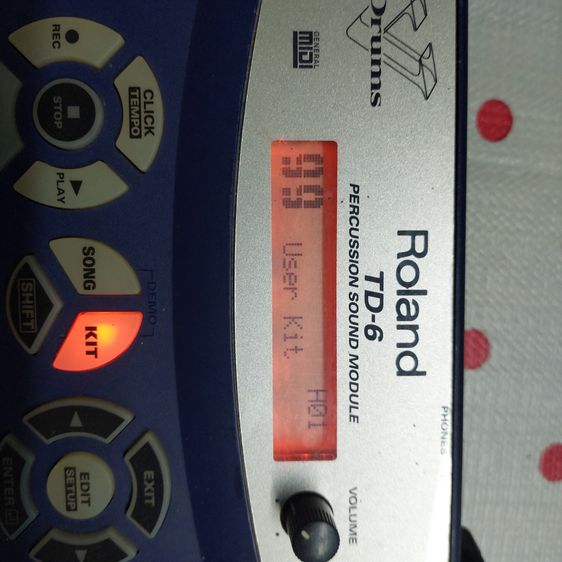 V Drums
GENERAL
MIDI
Roland
TD-6
PERCUSSION SOUND MODULE
99 User Kit H01
PHONES
VOLUME
REC
STOP
CLICK
TEMPO
PLAY
SONG
DEMO
KIT
SHIFT
EDIT
SETUP
EXIT
ENTER